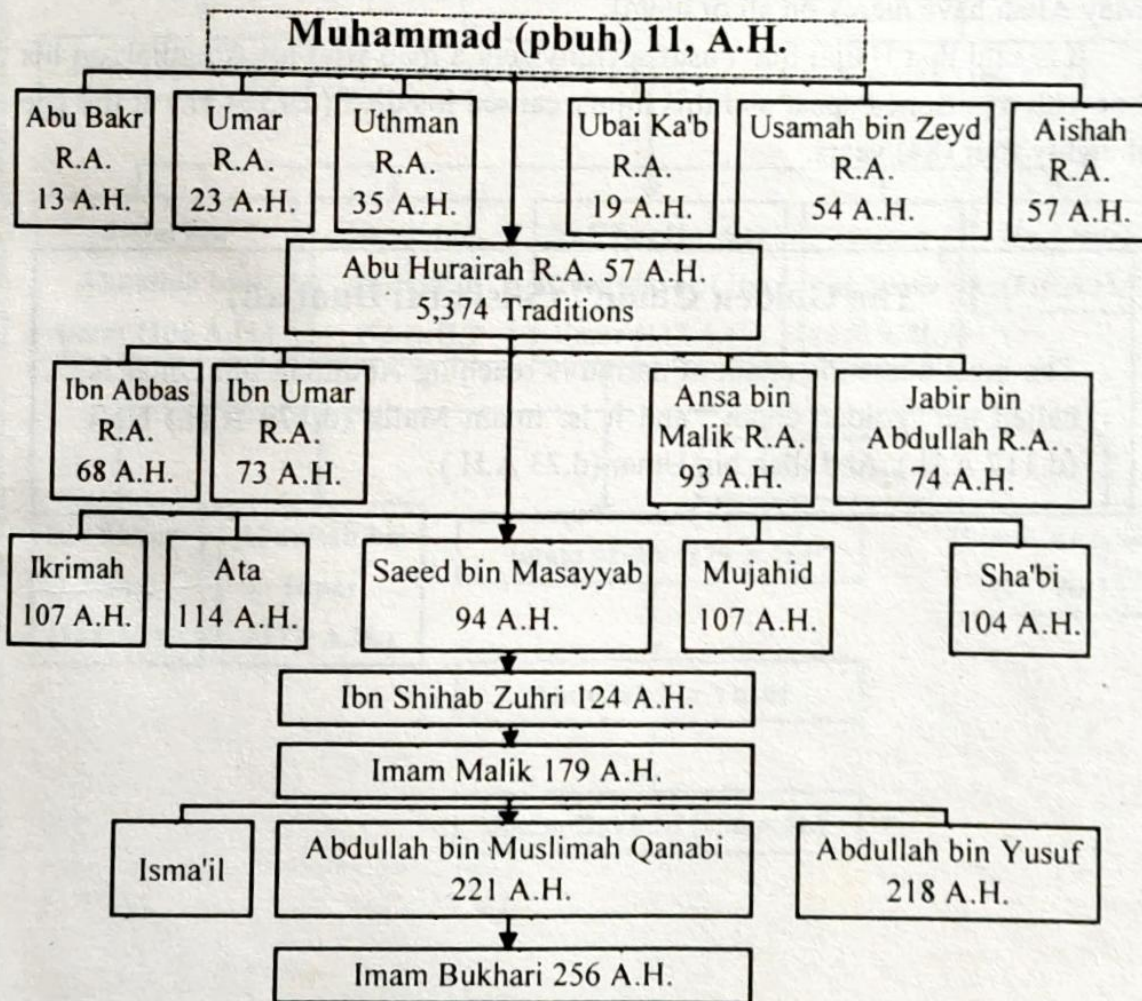 Muhammad (pbuh) 11, A.H.
Abu Bakr
R.A.
13 A.H.
Umar
R.A.
23 A.H.
Uthman
R.A.
35 A.H.
Ubai Ka'b
R.A.
19 A.H.
Usamah bin Zeyd
R.A.
54 A.H.
Aishah
R.A.
57 A.H.
Abu Hurairah R.A. 57 A.H.
5,374 Traditions
Ibn Abbas
R.A.
68 A.H.
Ibn Umar
R.A.
73 A.H.
Ansa bin
Malik R.A.
93 A.H.
Jabir bin
Abdullah R.A.
74 A.H.
Ikrimah
107 A.H.
Ata
114 A.H.
Saeed bin Masayyab
94 A.H.
Mujahid
107 A.H.
Sha'bi
104 A.H.
Ibn Shihab Zuhri 124 A.H.
Imam Malik 179 A.H.
Isma'il
Abdullah bin Muslimah Qanabi
221 A.H.
Abdullah bin Yusuf
218 A.H.
Imam Bukhari 256 A.H.